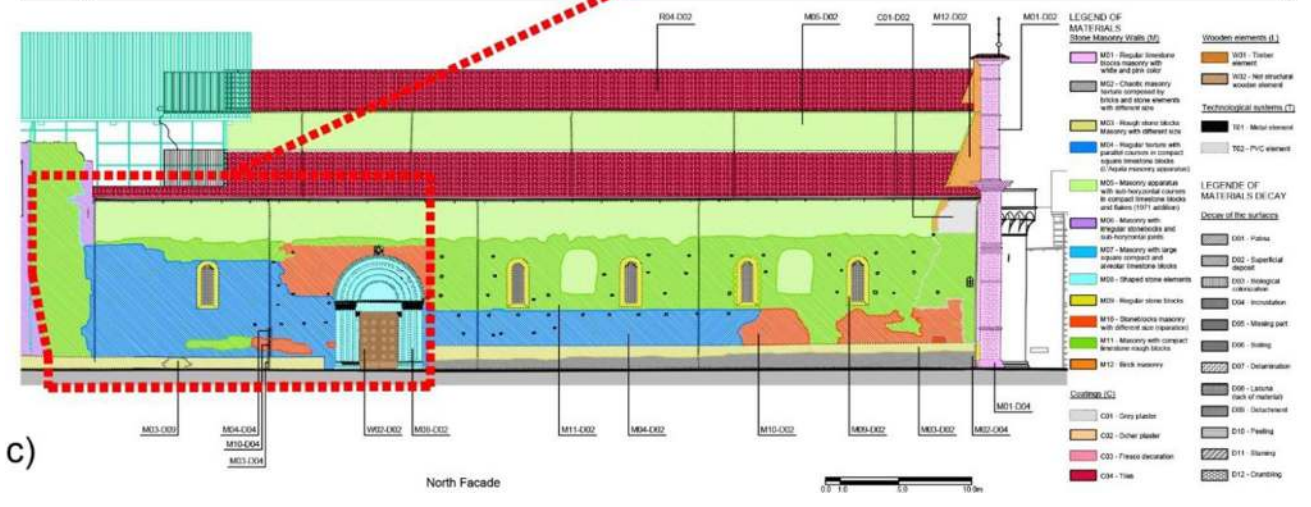 R04-D02
M05-D02
C01-D02
M12-D02
M01-D02
LEGEND OF
MATERIALS
Stone Masonry Walls (M)
M01 - Regular limestone
blocks masonry with
white and pink color
M02 - Chaotic masonry
texture composed by
bricks and stone elements
with different size
M03 - Rough stone blocks
Masonry with different size
M04 - Regular texture with
parallel courses in compact
square limestone blocks
(L'Aquila masonry apparatus)
M05 - Masonry apparatus
with sub-horyzontal courses
in compact limestone blocks
and flakes (1971 addition)
M06 - Masonry with
irregular stoneblocks and
sub-horyzontal joints
M07 - Masonry with large
square compact and
alveolar limestone blocks
M08 - Shaped stone elements
M09 - Regular stone blocks
M10 - Stoneblocks masonry
with different size (reparation)
M11 - Masonry with compact
limestone rough blocks
M12 - Brick masonry
Coatings (C)
C01 - Grey plaster
C02 - Ocher plaster
C03 - Fresco decoration
C04 - Tiles
Wooden elements (L)
W01 - Timber
element
W02 - Not structural
wooden element
Technological systems (T)
T01 - Metal element
T02 - PVC element
LEGENDE OF
MATERIALS DECAY
Decay of the surfaces
D01 - Patina
D02 - Superficial
deposit
D03 - Biological
colonization
D04 - Incrustation
D05 - Missing part
D06 - Soiling
D07 - Delamination
D08 - Lacuna
(lack of material)
D09 - Detachment
D10 - Peeling
D11 - Staining
D12 - Crumbling
M01-D04
M03-D09
M04-D04
M10-D04
M03-D04
W02-D02
M08-D02
M11-D02
M04-D02
M10-D02
M09-D02
M03-D02
M02-D04
c)
North Facade
0.0 1.0 5.0 10.0m